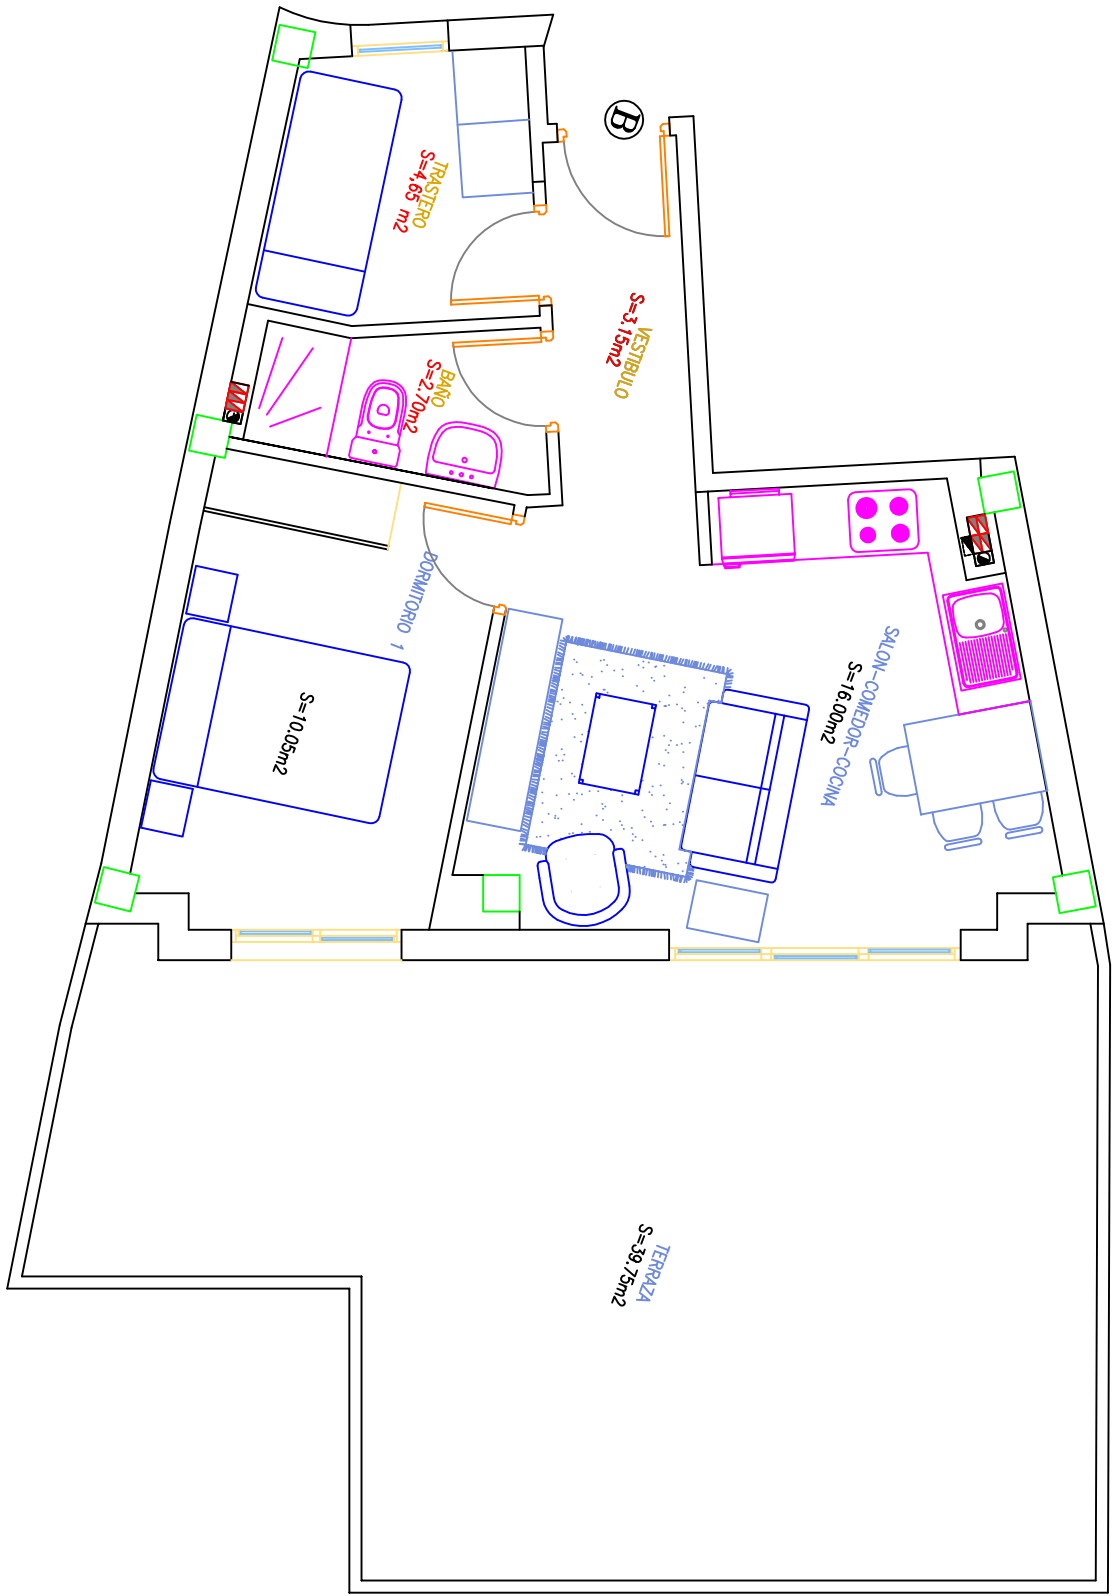 B
TRASTERO
S=4,65 m2
VESTIBULO
S=3.15m2
BAÑO
S=2.70m2
DORMITORIO 1
S=10.05m2
SALON-COMEDOR-COCINA
S=16.00m2
TERRAZA
S=39.75m2